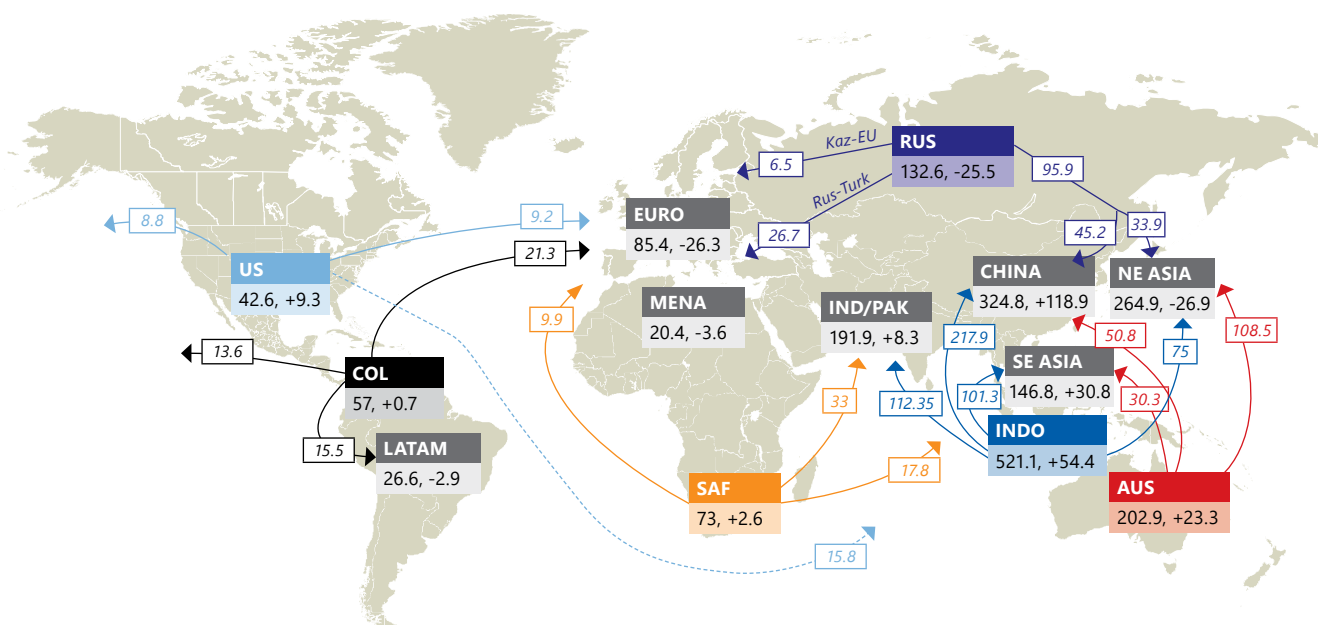 Kaz-EU
RUS
132.6, -25.5
6.5
95.9
Rus-Turk
EURO
85.4, -26.3
8.8
9.2
26.7
45.2
33.9
21.3
US
42.6, +9.3
CHINA
324.8, +118.9
NE ASIA
264.9, -26.9
MENA
20.4, -3.6
IND/PAK
191.9, +8.3
9.9
217.9
50.8
108.5
13.6
75
COL
57, +0.7
SE ASIA
146.8, +30.8
33
112.35
101.3
30.3
INDO
521.1, +54.4
15.5
LATAM
26.6, -2.9
17.8
SAF
73, +2.6
AUS
202.9, +23.3
15.8